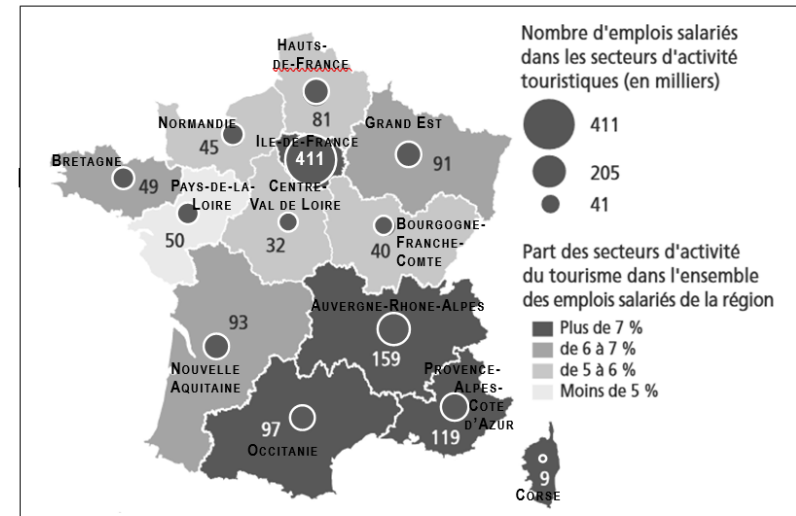 Nombre d'emplois salariés
dans les secteurs d'activité
touristiques (en milliers)
411
205
41
Part des secteurs d'activité
du tourisme dans l'ensemble
des emplois salariés de la région
Plus de 7 %
de 6 à 7 %
de 5 à 6 %
Moins de 5 %
HAUTS-
DE-FRANCE
81
NORMANDIE
45
ILE-DE-FRANCE
411
GRAND EST
91
BRETAGNE
49
PAYS-DE-LA-
LOIRE
50
CENTRE-
VAL DE LOIRE
32
BOURGOGNE-
FRANCHE-
COMTE
40
AUVERGNE-RHONE-ALPES
159
93
NOUVELLE
AQUITAINE
PROVENCE-
ALPES-
COTE
D'AZUR
119
97
OCCITANIE
9
CORSE